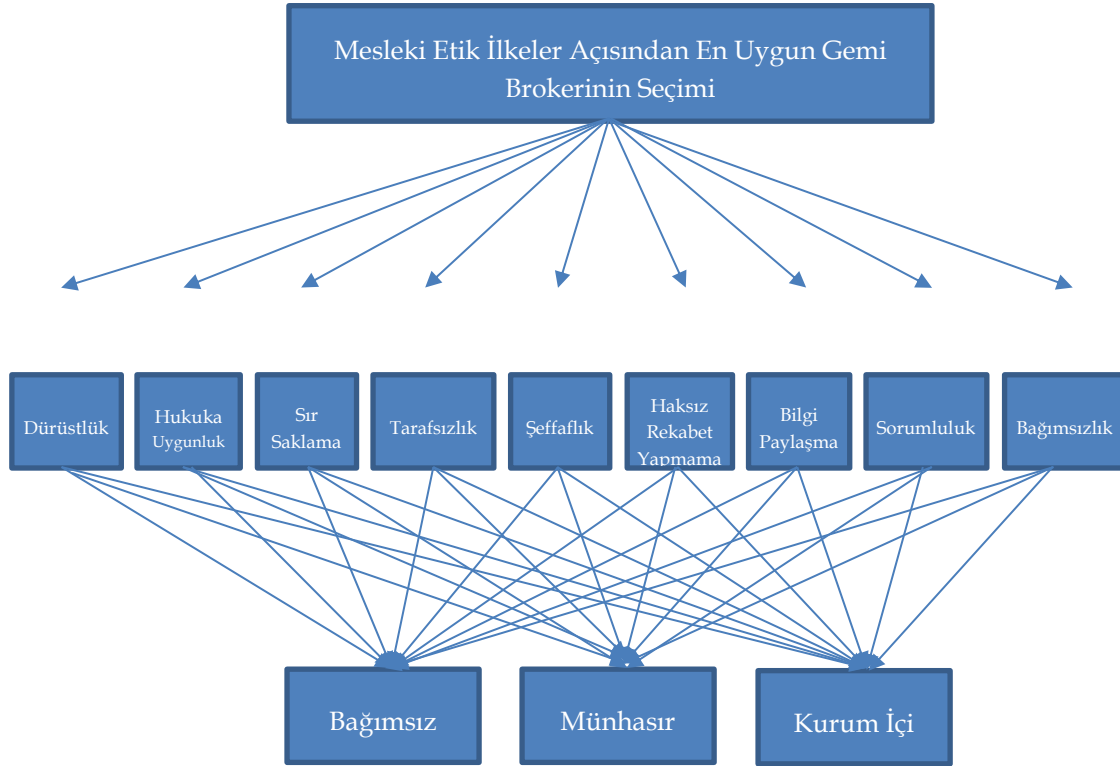 Mesleki Etik İlkeler Açısından En Uygun Gemi
Brokerinin Seçimi
Dürüstlük
Hukuka
Uygunluk
Sır
Saklama
Tarafsızlık
Şeffaflık
Haksız
Rekabet
Yapmama
Bilgi
Paylaşma
Sorumluluk
Bağımsızlık
Bağımsız
Münhasır
Kurum İçi